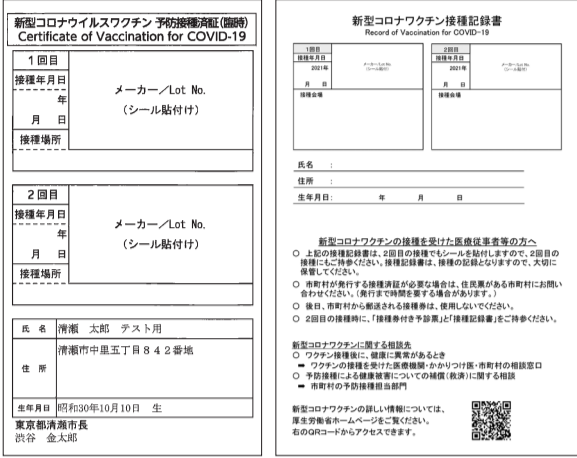 新型コロナウイルスワクチン 予防接種済証(臨時)
Certificate of Vaccination for COVID-19
1回目
接種年月日
年
月 日
接種場所
メーカー/Lot No.
(シール貼付け)
2回目
接種年月日
年
月 日
接種場所
メーカー/Lot No.
(シール貼付け)
氏 名 清瀬 太郎 テスト用
住 所 清瀬市中里五丁目842番地
生年月日 昭和30年10月10日 生
東京都清瀬市長
渋谷 金太郎
新型コロナワクチン接種記録書
Record of Vaccination for COVID-19
1回目
接種年月日
2021年
月 日
メーカー/Lot No.
(シール貼付)
接種会場
2回目
接種年月日
2021年
月 日
メーカー/Lot No.
(シール貼付)
接種会場
氏名 :
住所 :
生年月日: 年 月 日
新型コロナワクチンの接種を受けた医療従事者等の方へ
○ 上記の接種記録書は、2回目の接種でもシールを貼付しますので、2回目の
接種にもご持参ください。接種記録書は、接種の記録となりますので、大切に
保管してください。
○ 市町村が発行する接種済証が必要な場合は、住民票がある市町村にお問い
合わせください。(発行まで時間を要する場合があります。)
○ 後日、市町村から郵送される接種券は、使用しないでください。
○ 2回目の接種時に、「接種券付き予診票」と「接種記録書」をご持参ください。
新型コロナワクチンに関する相談先
○ ワクチン接種後に、健康に異常があるとき
➡ ワクチンの接種を受けた医療機関・かかりつけ医・市町村の相談窓口
○ 予防接種による健康被害についての補償(救済)に関する相談
➡ 市町村の予防接種担当部門
新型コロナワクチンの詳しい情報については、
厚生労働省ホームページをご覧ください。
右のQRコードからアクセスできます。